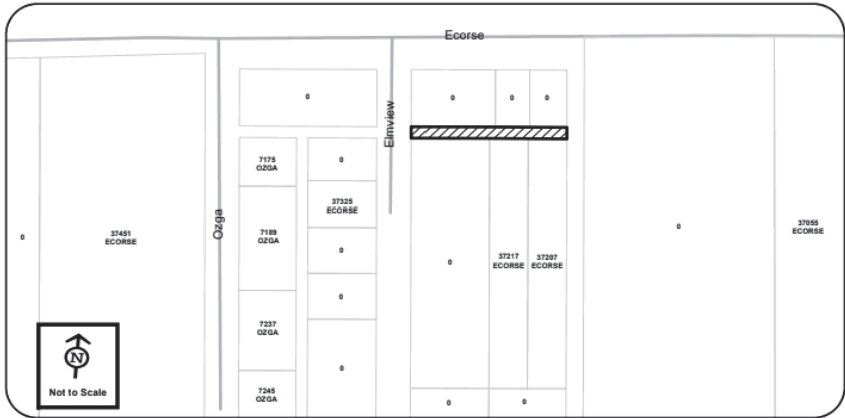 Ecorse
0
0
0
0
Elmview
7175
OZGA
0
37325
ECORSE
Ozga
37451
ECORSE
0
7189
OZGA
0
0
37217
ECORSE
37207
ECORSE
0
37055
ECORSE
0
0
7237
OZGA
0
7245
OZGA
0
0
N
Not to Scale